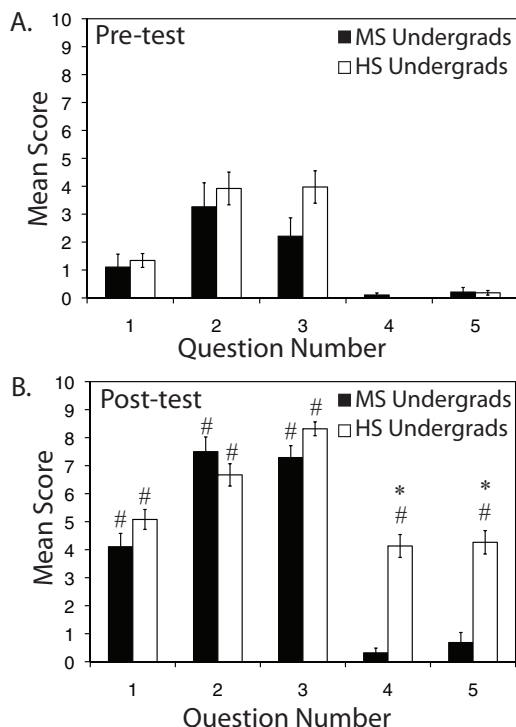 A.
Pre-test
MS Undergrads
HS Undergrads
Mean Score
10
9
8
7
6
5
4
3
2
1
0
1 2 3 4 5
Question Number
B.
Post-test
MS Undergrads
HS Undergrads
Mean Score
10
9
8
7
6
5
4
3
2
1
0
# # # # # # * # * #
1 2 3 4 5
Question Number